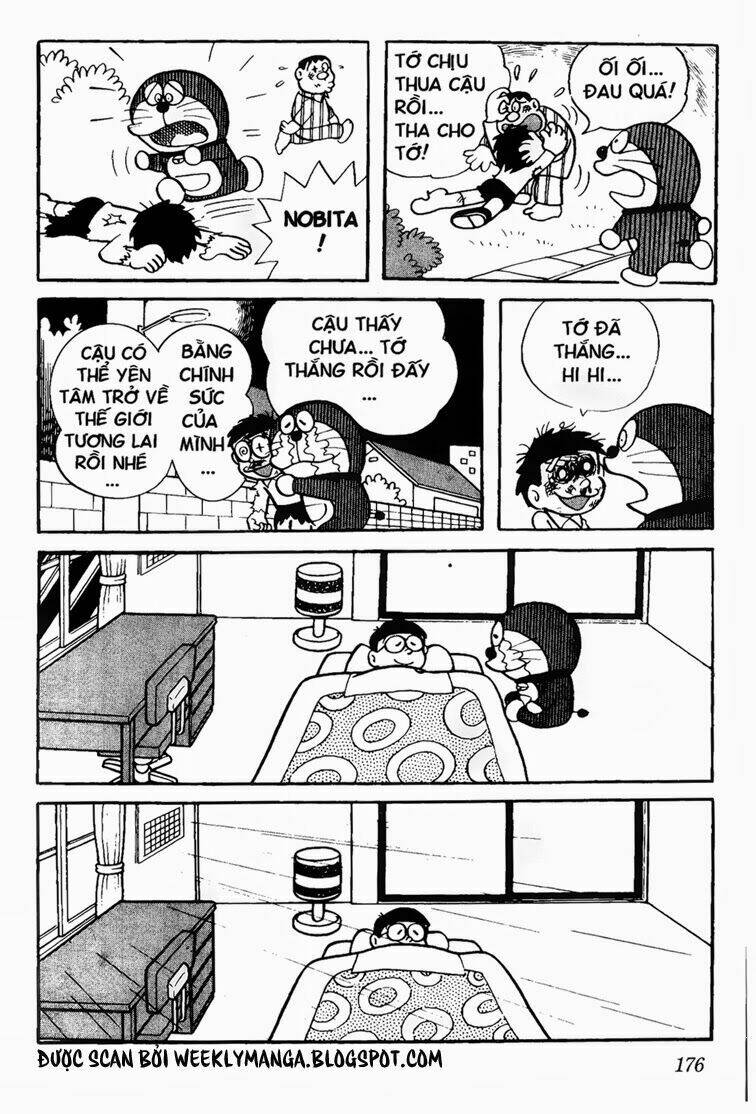 ỐI ỐI...
ĐAU QUÁ!
TỚ CHỊU
THUA CẬU
RỒI...
THA CHO
TỚ!
NOBITA
!
TỚ ĐÃ
THẮNG...
HI HI...
CẬU THẤY
CHƯA... TỚ
THẮNG RỒI ĐẤY
...
BẰNG
CHÍNH
SỨC
CỦA
MÌNH
...
CẬU CÓ
THỂ YÊN
TÂM TRỞ VỀ
THẾ GIỚI
TƯƠNG LAI
RỒI NHÉ
...
ĐƯỢC SCAN BỞI WEEKLYMANGA.BLOGSPOT.COM
176